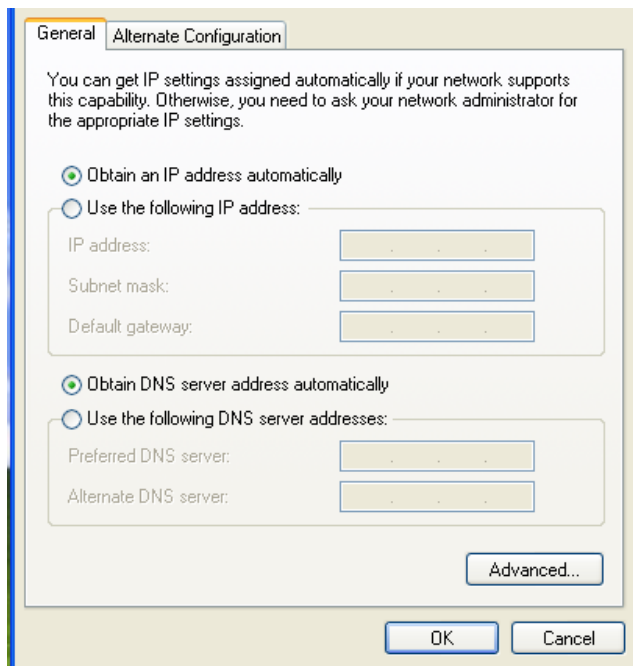 General
Alternate Configuration
You can get IP settings assigned automatically if your network supports
this capability. Otherwise, you need to ask your network administrator for
the appropriate IP settings.
Obtain an IP address automatically
Use the following IP address:
IP address:
Subnet mask:
Default gateway:
Obtain DNS server address automatically
Use the following DNS server addresses:
Preferred DNS server:
Alternate DNS server:
Advanced...
OK
Cancel